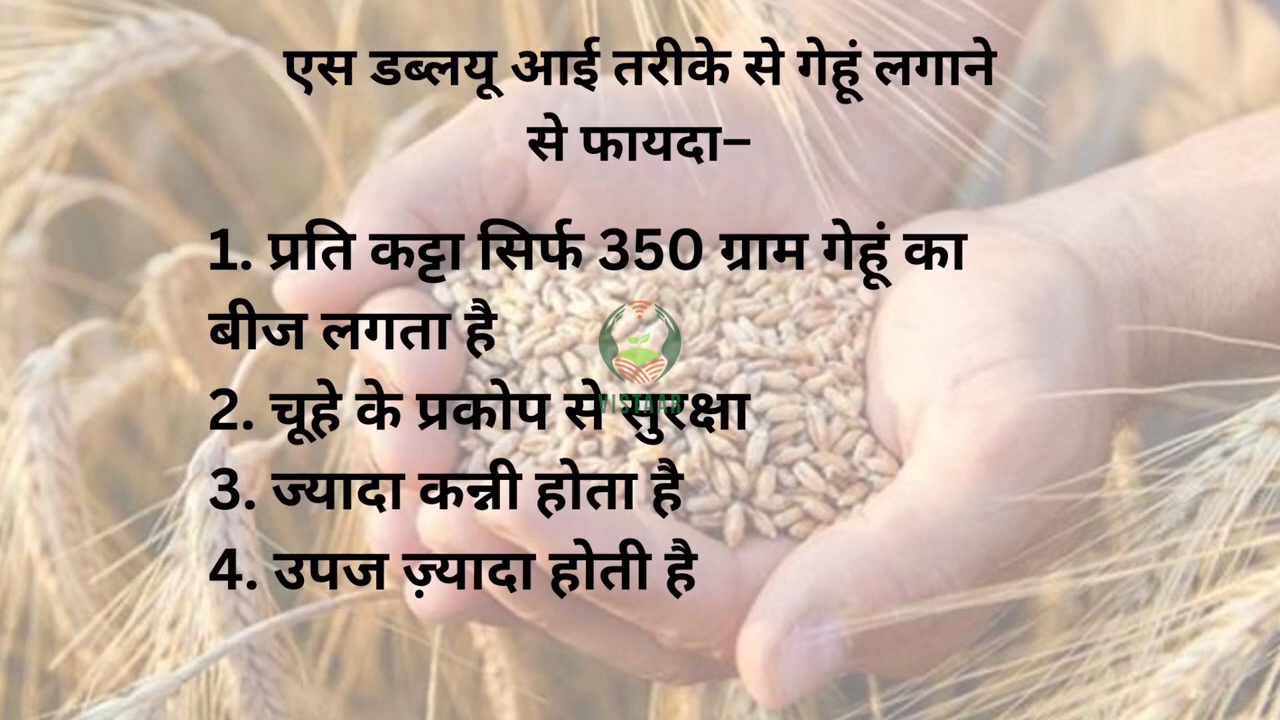 एस डब्लयू आई तरीके से गेहूं लगाने
से फायदा–
1. प्रति कट्टा सिर्फ 350 ग्राम गेहूं का
बीज लगता है
2. चूहे के प्रकोप से सुरक्षा
3. ज्यादा कन्नी होता है
4. उपज ज़्यादा होती है
VISTAAR